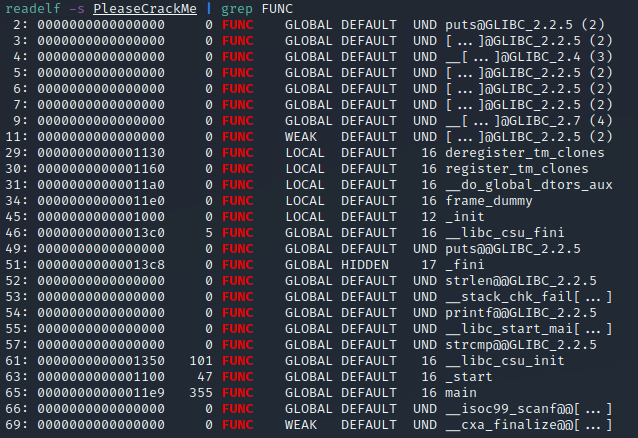 readelf -s PleaseCrackMe | grep FUNC
2: 0000000000000000 0 FUNC GLOBAL DEFAULT UND puts@GLIBC_2.2.5 (2)
3: 0000000000000000 0 FUNC GLOBAL DEFAULT UND [...]@GLIBC_2.2.5 (2)
4: 0000000000000000 0 FUNC GLOBAL DEFAULT UND __[...]@GLIBC_2.4 (3)
5: 0000000000000000 0 FUNC GLOBAL DEFAULT UND [...]@GLIBC_2.2.5 (2)
6: 0000000000000000 0 FUNC GLOBAL DEFAULT UND [...]@GLIBC_2.2.5 (2)
7: 0000000000000000 0 FUNC GLOBAL DEFAULT UND [...]@GLIBC_2.2.5 (2)
9: 0000000000000000 0 FUNC GLOBAL DEFAULT UND __[...]@GLIBC_2.7 (4)
11: 0000000000000000 0 FUNC WEAK DEFAULT UND [...]@GLIBC_2.2.5 (2)
29: 0000000000001130 0 FUNC LOCAL DEFAULT 16 deregister_tm_clones
30: 0000000000001160 0 FUNC LOCAL DEFAULT 16 register_tm_clones
31: 00000000000011a0 0 FUNC LOCAL DEFAULT 16 __do_global_dtors_aux
34: 00000000000011e0 0 FUNC LOCAL DEFAULT 16 frame_dummy
45: 0000000000001000 0 FUNC LOCAL DEFAULT 12 _init
46: 00000000000013c0 5 FUNC GLOBAL DEFAULT 16 __libc_csu_fini
49: 0000000000000000 0 FUNC GLOBAL DEFAULT UND puts@@GLIBC_2.2.5
51: 00000000000013c8 0 FUNC GLOBAL HIDDEN 17 _fini
52: 0000000000000000 0 FUNC GLOBAL DEFAULT UND strlen@@GLIBC_2.2.5
53: 0000000000000000 0 FUNC GLOBAL DEFAULT UND __stack_chk_fail[...]
54: 0000000000000000 0 FUNC GLOBAL DEFAULT UND printf@@GLIBC_2.2.5
55: 0000000000000000 0 FUNC GLOBAL DEFAULT UND __libc_start_mai[...]
57: 0000000000000000 0 FUNC GLOBAL DEFAULT UND strcmp@@GLIBC_2.2.5
61: 0000000000001350 101 FUNC GLOBAL DEFAULT 16 __libc_csu_init
63: 0000000000001100 47 FUNC GLOBAL DEFAULT 16 _start
65: 00000000000011e9 355 FUNC GLOBAL DEFAULT 16 main
66: 0000000000000000 0 FUNC GLOBAL DEFAULT UND __isoc99_scanf@@[...]
69: 0000000000000000 0 FUNC WEAK DEFAULT UND __cxa_finalize@@[...]